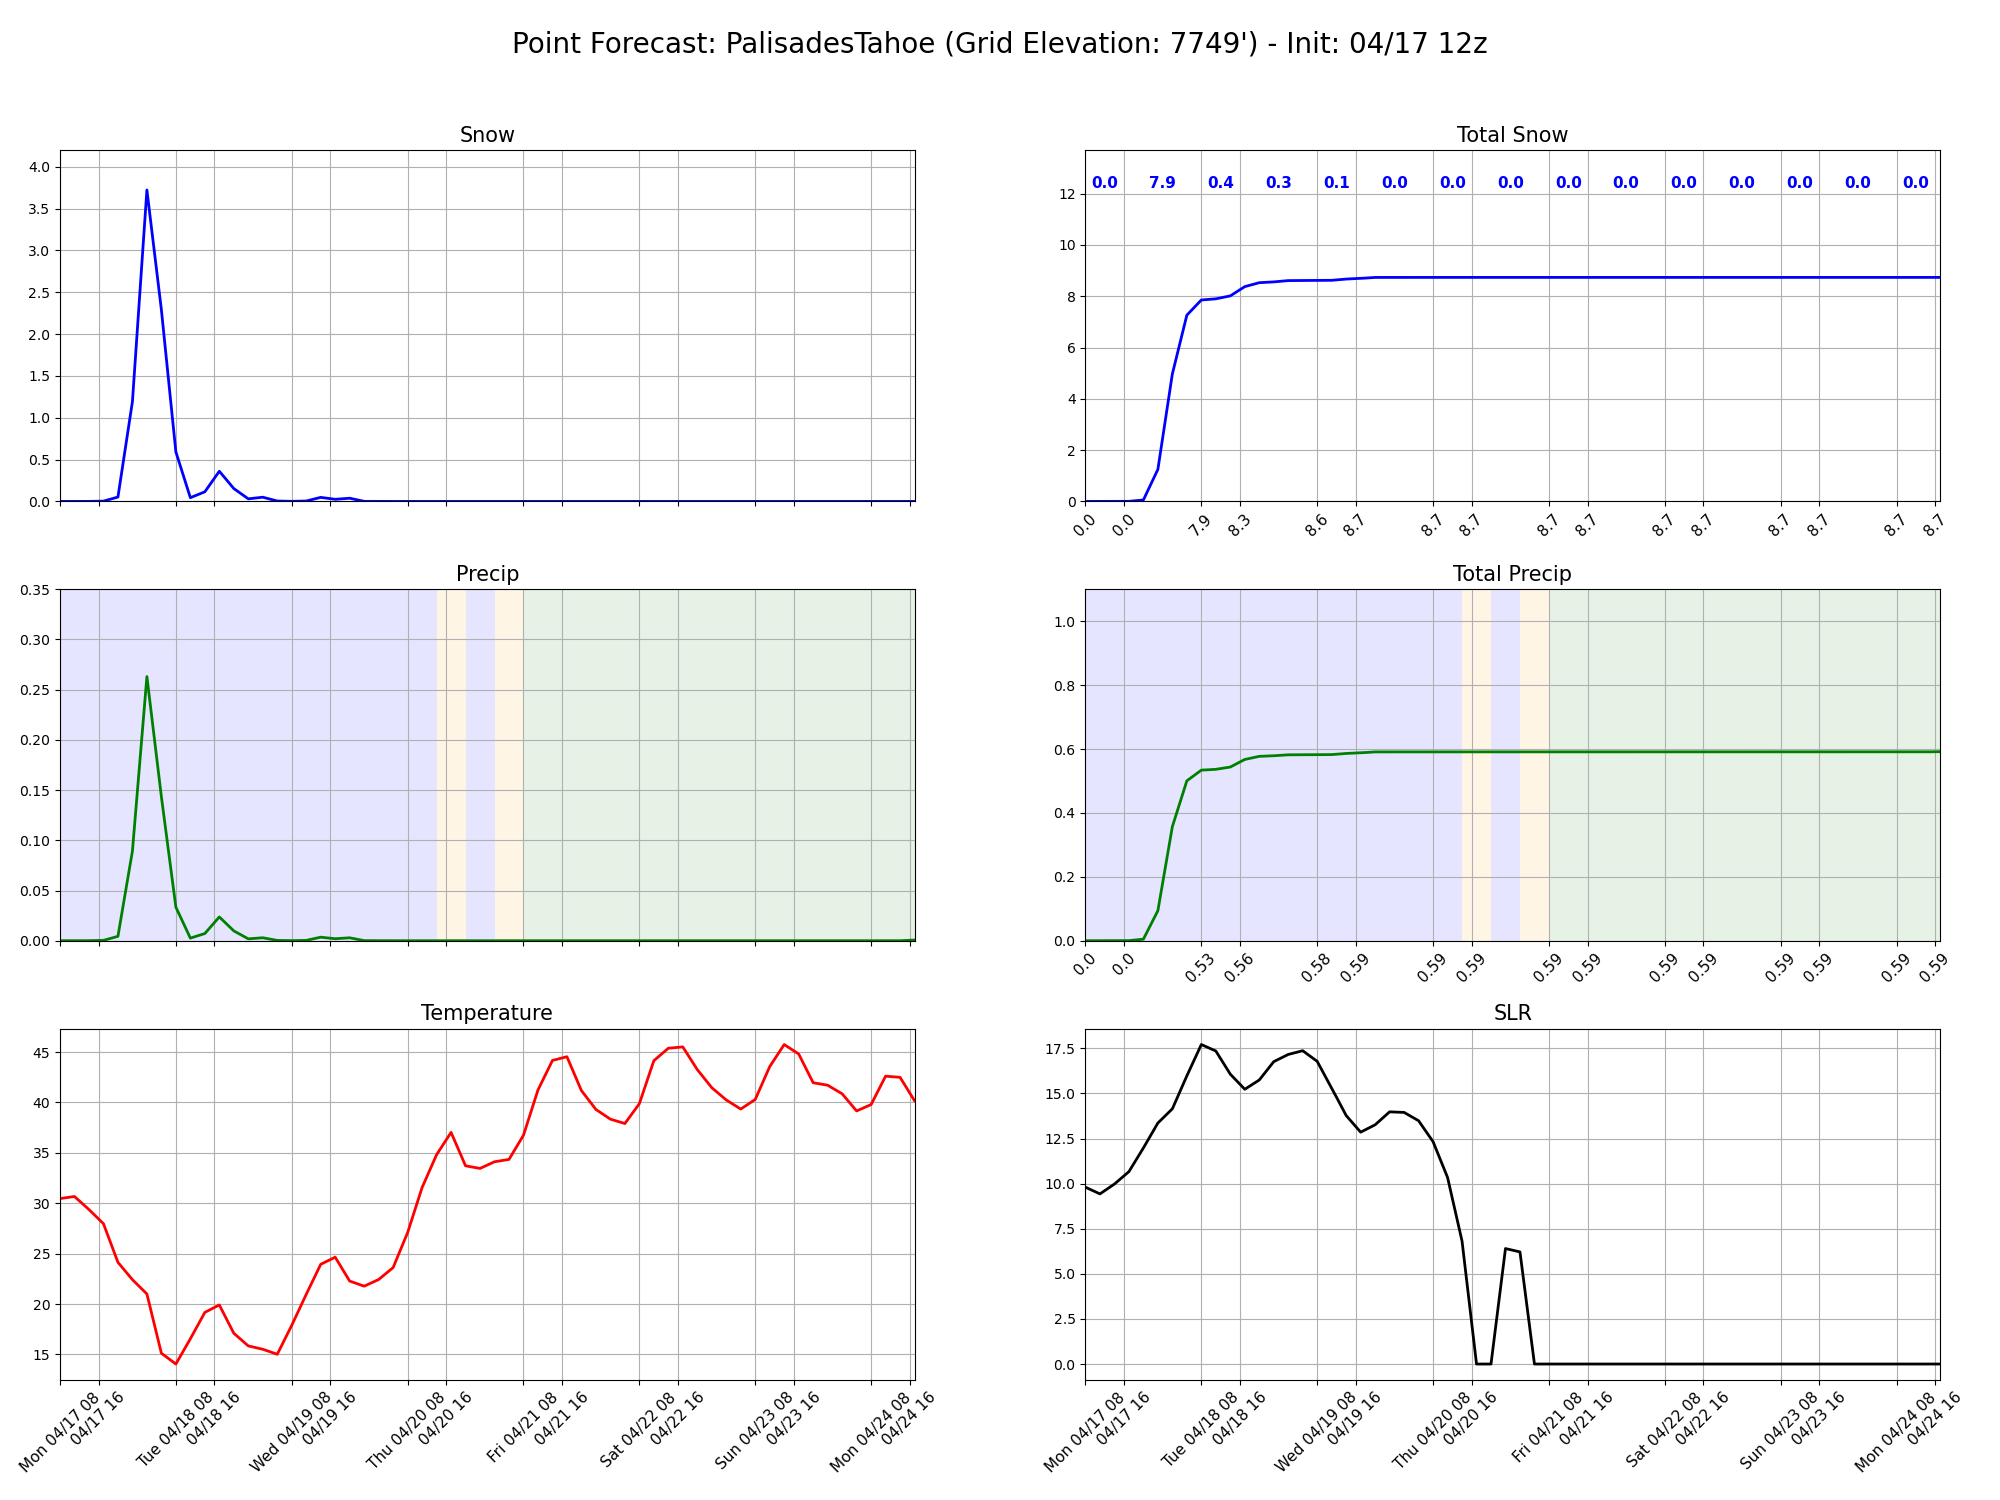 Point Forecast: PalisadesTahoe (Grid Elevation: 7749') - Init: 04/17 12z
Snow
4.0
3.5
3.0
2.5
2.0
1.5
1.0
0.5
0.0
Total Snow
0.0 7.9 0.4 0.3 0.1 0.0 0.0 0.0 0.0 0.0 0.0 0.0 0.0 0.0 0.0
12
10
8
6
4
2
0
0.0 0.0 7.9 8.3 8.6 8.7 8.7 8.7 8.7 8.7 8.7 8.7 8.7 8.7 8.7 8.7
Precip
0.35
0.30
0.25
0.20
0.15
0.10
0.05
0.00
Total Precip
1.0
0.8
0.6
0.4
0.2
0.0
0.0 0.0 0.53 0.56 0.58 0.59 0.59 0.59 0.59 0.59 0.59 0.59 0.59 0.59 0.59 0.59
Temperature
45
40
35
30
25
20
15
Mon 04/17 08
04/17 16
Tue 04/18 08
04/18 16
Wed 04/19 08
04/19 16
Thu 04/20 08
04/20 16
Fri 04/21 08
04/21 16
Sat 04/22 08
04/22 16
Sun 04/23 08
04/23 16
Mon 04/24 08
04/24 16
SLR
17.5
15.0
12.5
10.0
7.5
5.0
2.5
0.0
Mon 04/17 08
04/17 16
Tue 04/18 08
04/18 16
Wed 04/19 08
04/19 16
Thu 04/20 08
04/20 16
Fri 04/21 08
04/21 16
Sat 04/22 08
04/22 16
Sun 04/23 08
04/23 16
Mon 04/24 08
04/24 16